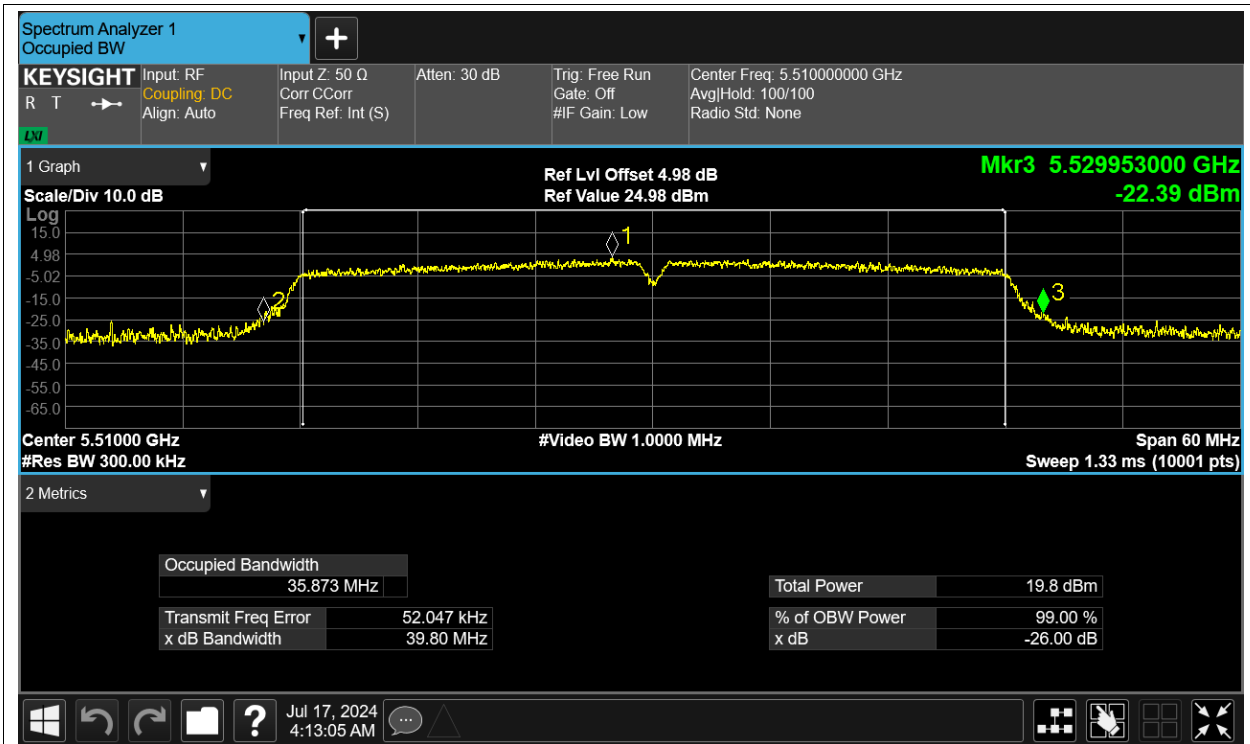 Spectrum Analyzer 1
Occupied BW
KEYSIGHT
R T
LXI
Input: RF
Coupling: DC
Align: Auto
Input Z: 50 Ω
Corr CCorr
Freq Ref: Int (S)
Atten: 30 dB
Trig: Free Run
Gate: Off
#IF Gain: Low
Center Freq: 5.510000000 GHz
Avg|Hold: 100/100
Radio Std: None
1 Graph
Scale/Div 10.0 dB
Ref Lvl Offset 4.98 dB
Ref Value 24.98 dBm
Mkr3 5.529953000 GHz
-22.39 dBm
Log
15.0
4.98
-5.02
-15.0
-25.0
-35.0
-45.0
-55.0
-65.0
1
2
3
Center 5.51000 GHz
#Res BW 300.00 kHz
#Video BW 1.0000 MHz
Span 60 MHz
Sweep 1.33 ms (10001 pts)
2 Metrics
Occupied Bandwidth
35.873 MHz
Transmit Freq Error 52.047 kHz
x dB Bandwidth 39.80 MHz
Total Power 19.8 dBm
% of OBW Power 99.00 %
x dB -26.00 dB
?
Jul 17, 2024
4:13:05 AM